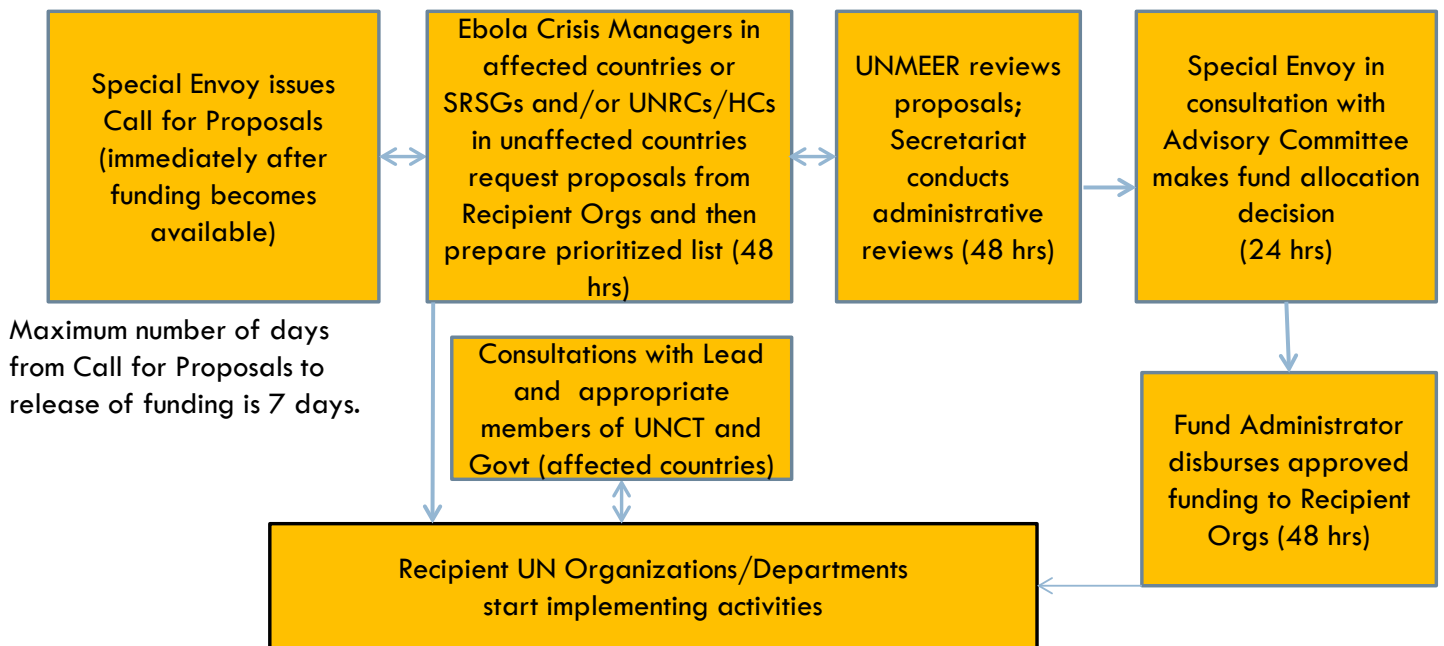 Special Envoy issues
Call for Proposals
(immediately after
funding becomes
available)
Ebola Crisis Managers in
affected countries or
SRSGs and/or UNRCs/HCs
in unaffected countries
request proposals from
Recipient Orgs and then
prepare prioritized list (48
hrs)
UNMEER reviews
proposals;
Secretariat
conducts
administrative
reviews (48 hrs)
Special Envoy in
consultation with
Advisory Committee
makes fund allocation
decision
(24 hrs)
Maximum number of days
from Call for Proposals to
release of funding is 7 days.
Consultations with Lead
and appropriate
members of UNCT and
Govt (affected countries)
Fund Administrator
disburses approved
funding to Recipient
Orgs (48 hrs)
Recipient UN Organizations/Departments
start implementing activities